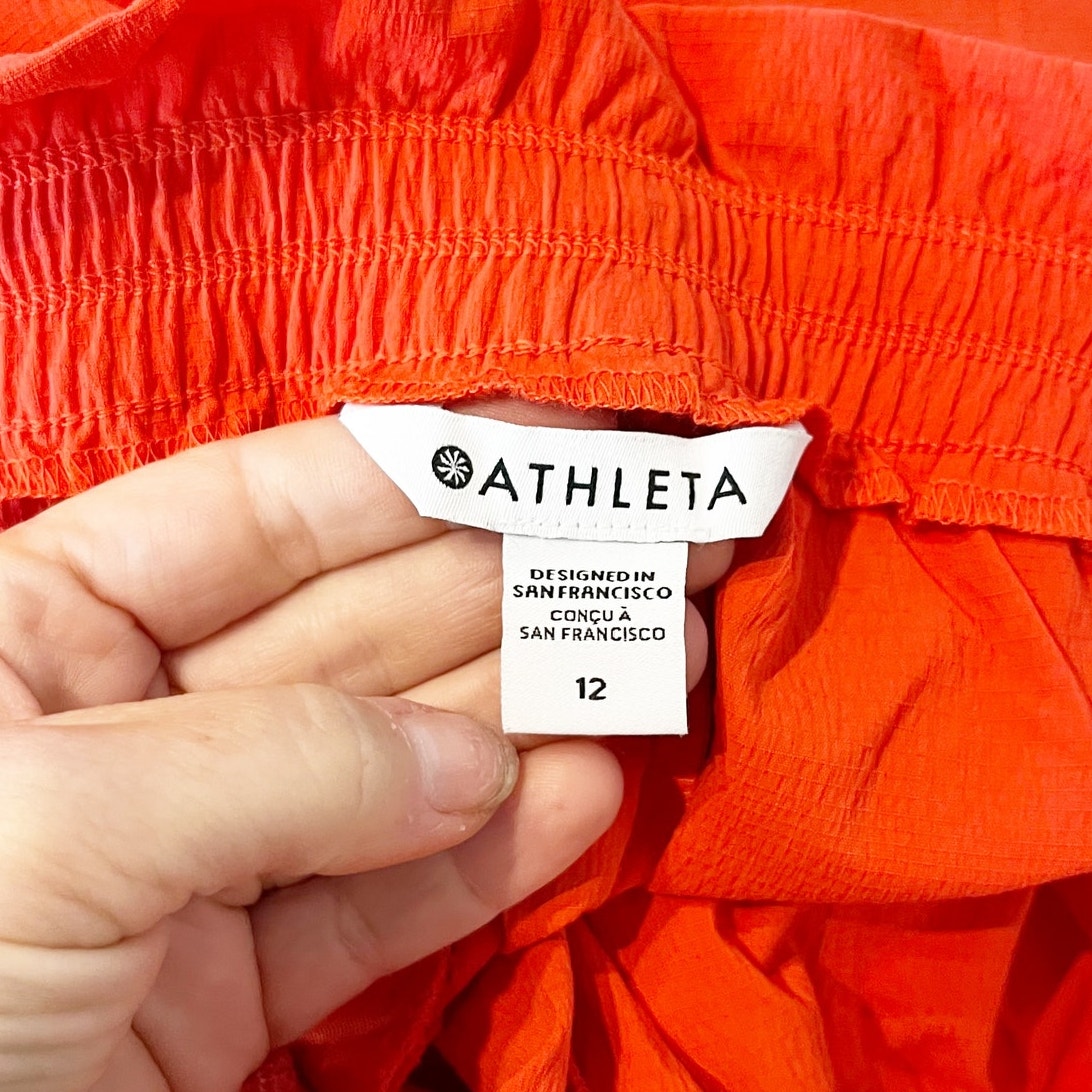 ATHLETA
DESIGNED IN
SAN FRANCISCO
CONÇU À
SAN FRANCISCO
12